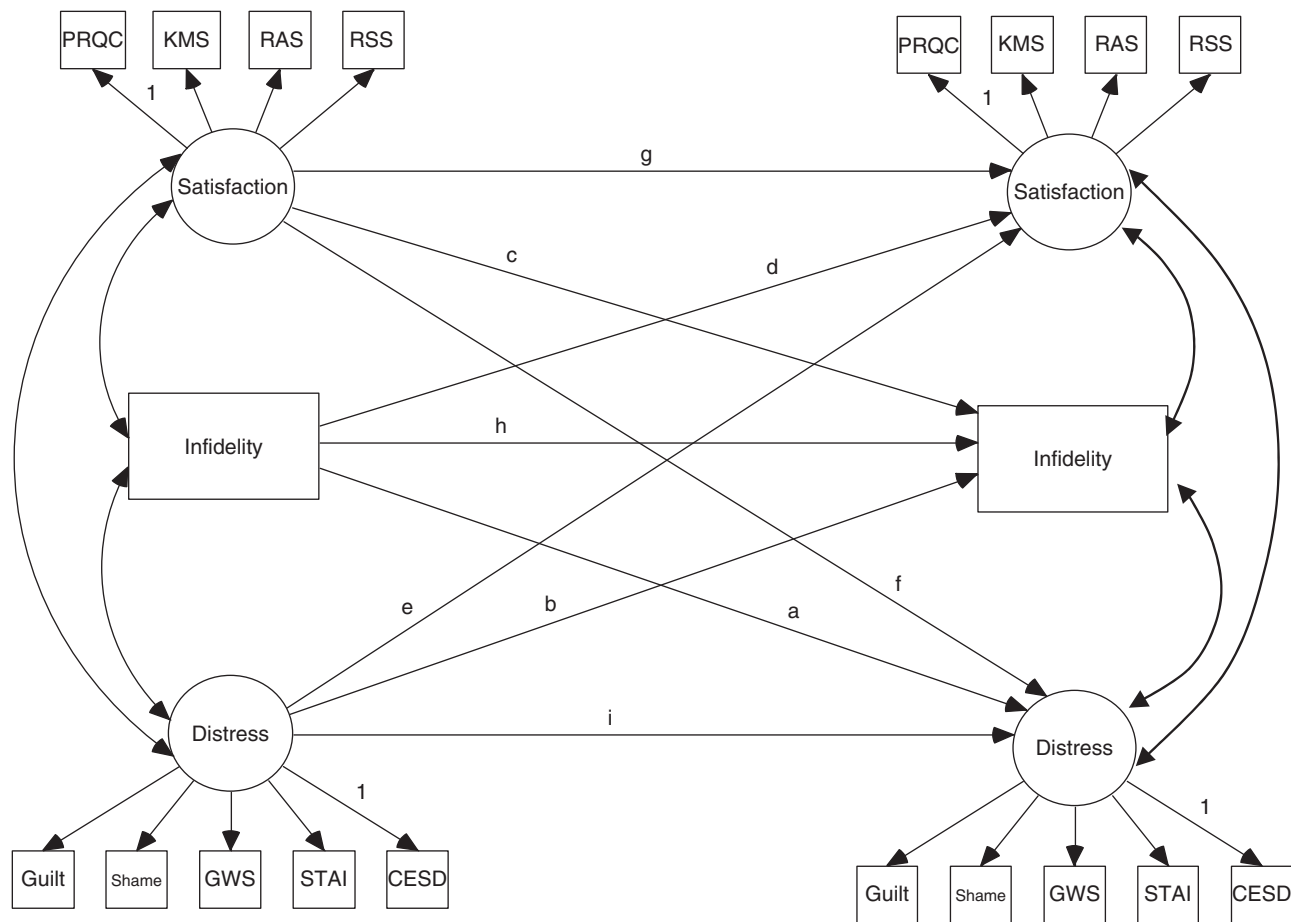 PRQC KMS RAS RSS
PRQC KMS RAS RSS
1
1
Satisfaction
g
Satisfaction
c
d
Infidelity
h
Infidelity
e
b
a
f
Distress
i
Distress
1
1
Guilt Shame GWS STAI CESD
Guilt Shame GWS STAI CESD